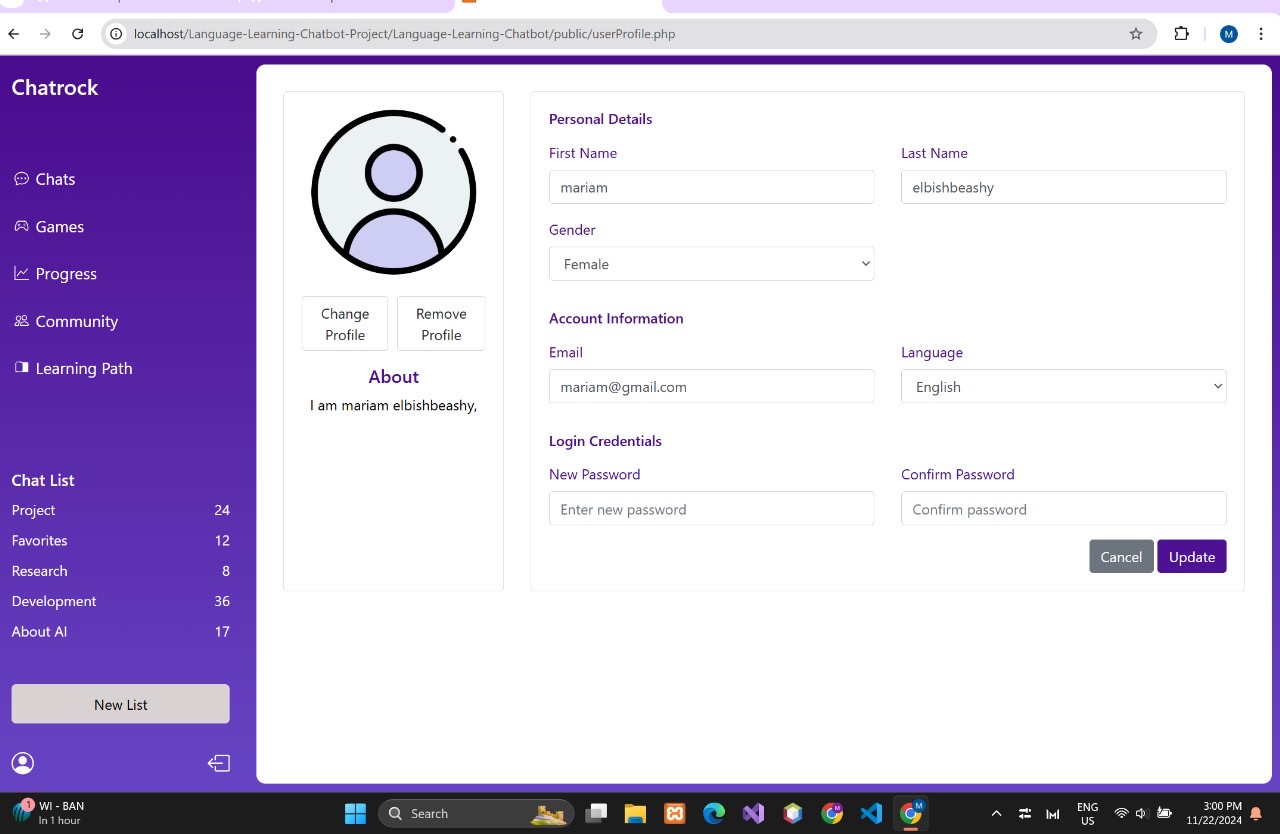 localhost/Language-Learning-Chatbot-Project/Language-Learning-Chatbot/public/userProfile.php
M
Chatrock
Chats
Games
Progress
Community
Learning Path
Chat List
Project 24
Favorites 12
Research 8
Development 36
About AI 17
New List
Change
Profile
Remove
Profile
About
I am mariam elbishbeashy,
Personal Details
First Name Last Name
mariam elbishbeashy
Gender
Female
Account Information
Email Language
mariam@gmail.com English
Login Credentials
New Password Confirm Password
Enter new password Confirm password
Cancel Update
1
WI - BAN
In 1 hour
Search
M
M
ENG
US
3:00 PM
11/22/2024